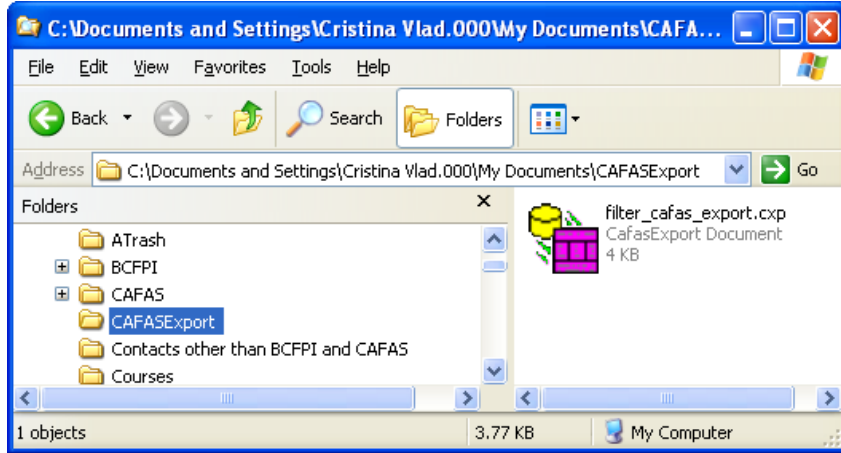 C:\Documents and Settings\Cristina Vlad.000\My Documents\CAFA...
File Edit View Favorites Tools Help
Back Search Folders
Address C:\Documents and Settings\Cristina Vlad.000\My Documents\CAFASExport Go
Folders
ATrash
BCFPI
CAFAS
CAFASExport
Contacts other than BCFPI and CAFAS
Courses
filter_cafas_export.cxp
CafasExport Document
4 KB
1 objects 3.77 KB My Computer